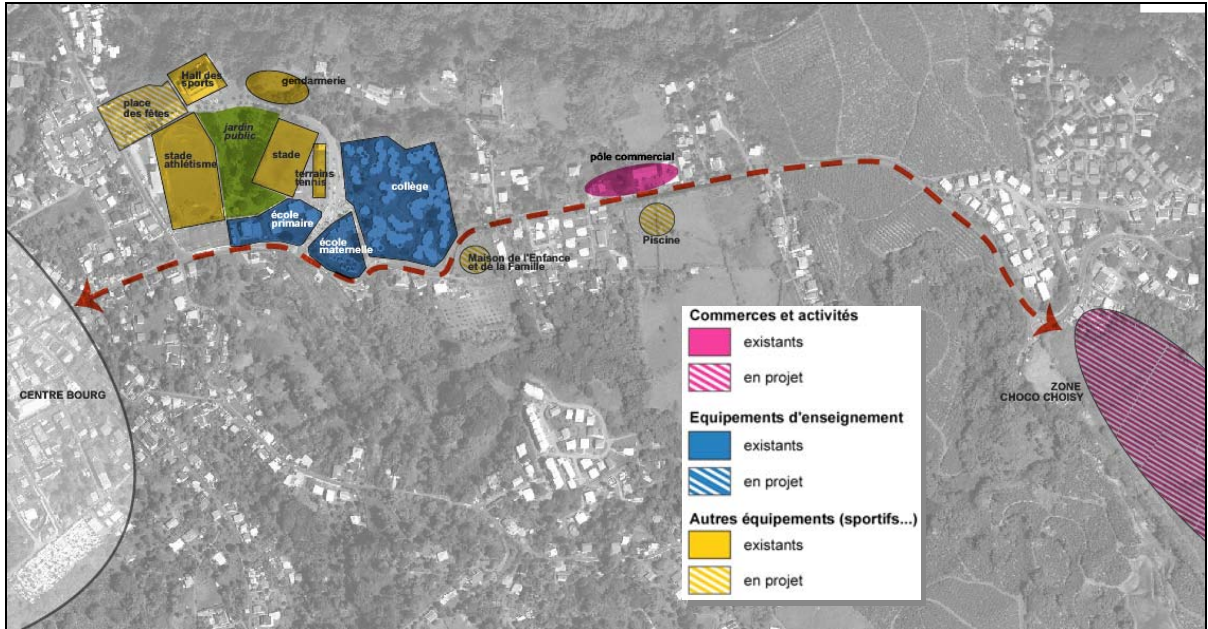 Hall des
sports
gendarmerie
place
des fêtes
jardin
public
stade
athlétisme
stade
terrains
tennis
collège
pôle commercial
école
primaire
école
maternelle
Piscine
Maison de l'Enfance
et de la Famille
CENTRE BOURG
ZONE
CHOCO CHOISY
Commerces et activités
existants
en projet
Equipements d'enseignement
existants
en projet
Autres équipements (sportifs...)
existants
en projet